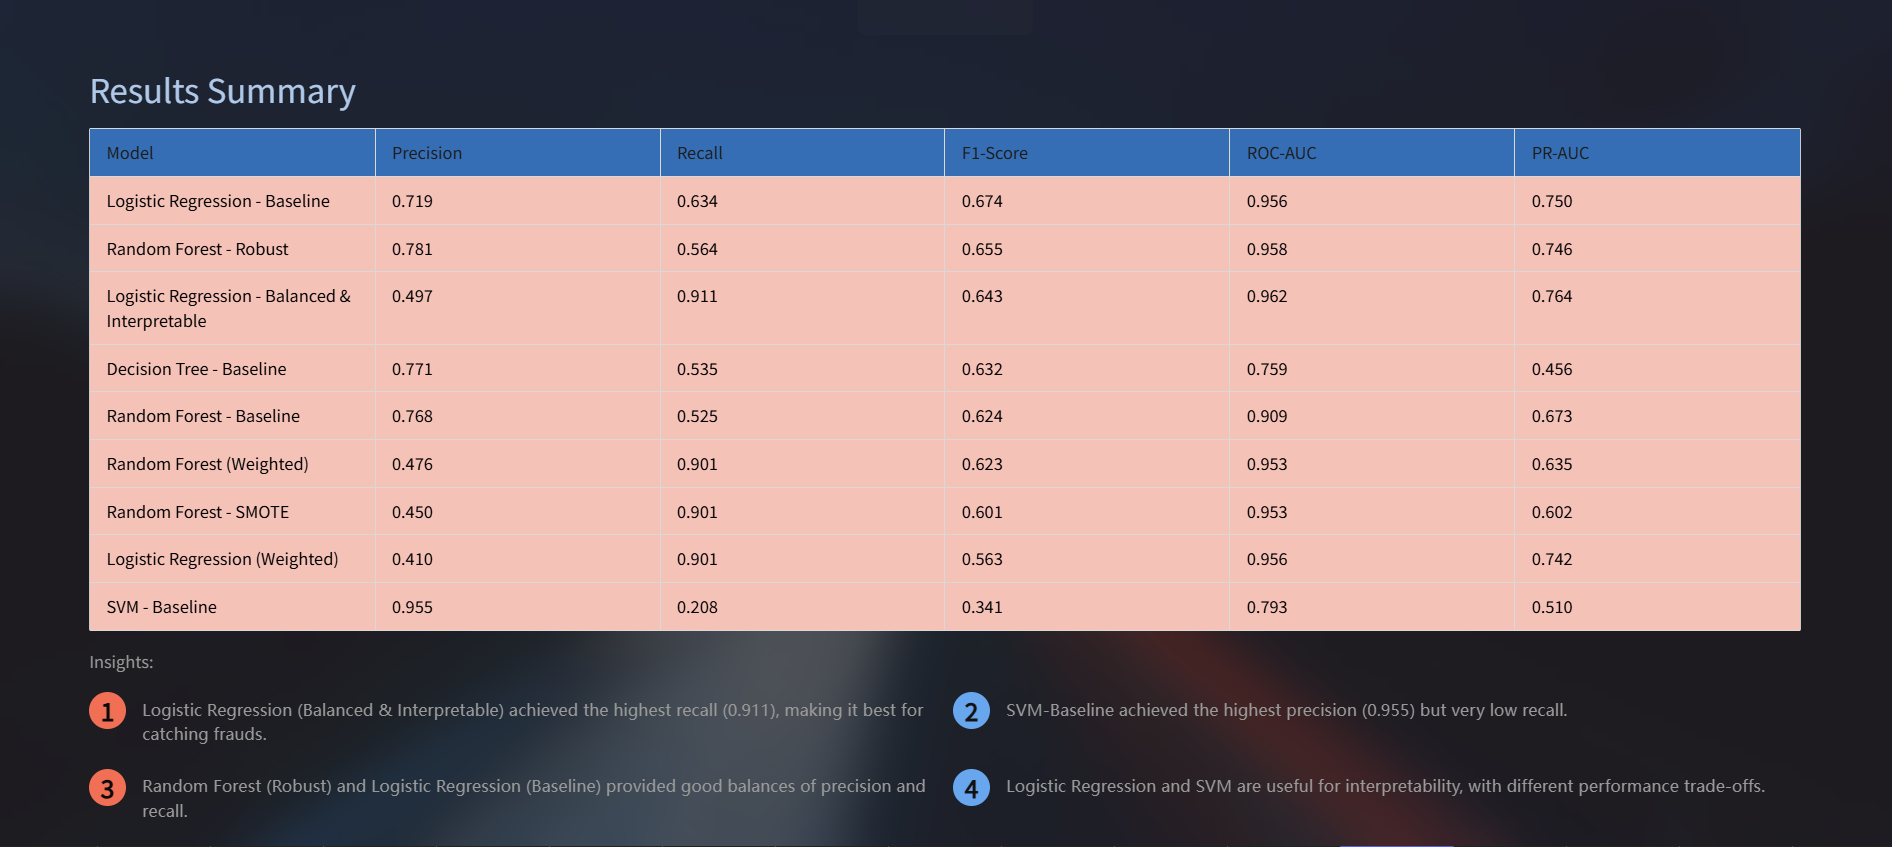 Results Summary
Model Precision Recall F1-Score ROC-AUC PR-AUC
Logistic Regression - Baseline 0.719 0.634 0.674 0.956 0.750
Random Forest - Robust 0.781 0.564 0.655 0.958 0.746
Logistic Regression - Balanced & 0.497 0.911 0.643 0.962 0.764
Interpretable
Decision Tree - Baseline 0.771 0.535 0.632 0.759 0.456
Random Forest - Baseline 0.768 0.525 0.624 0.909 0.673
Random Forest (Weighted) 0.476 0.901 0.623 0.953 0.635
Random Forest - SMOTE 0.450 0.901 0.601 0.953 0.602
Logistic Regression (Weighted) 0.410 0.901 0.563 0.956 0.742
SVM - Baseline 0.955 0.208 0.341 0.793 0.510
Insights:
1 Logistic Regression (Balanced & Interpretable) achieved the highest recall (0.911), making it best for
catching frauds.
2 SVM-Baseline achieved the highest precision (0.955) but very low recall.
3 Random Forest (Robust) and Logistic Regression (Baseline) provided good balances of precision and
recall.
4 Logistic Regression and SVM are useful for interpretability, with different performance trade-offs.